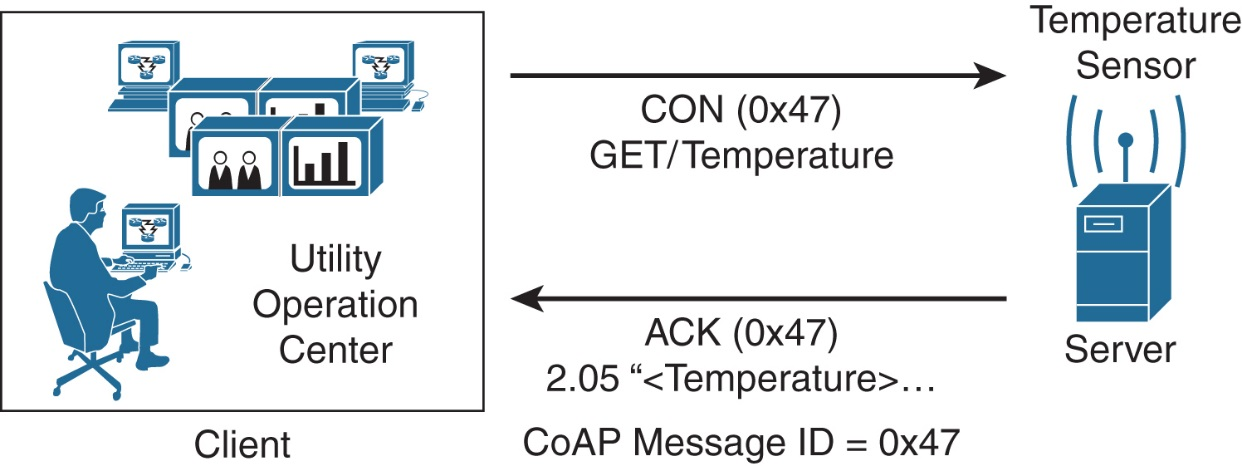 Temperature
Sensor
CON (0x47)
GET/Temperature
Utility
Operation
Center
ACK (0x47)
2.05 “<Temperature>…
Server
Client
CoAP Message ID = 0x47